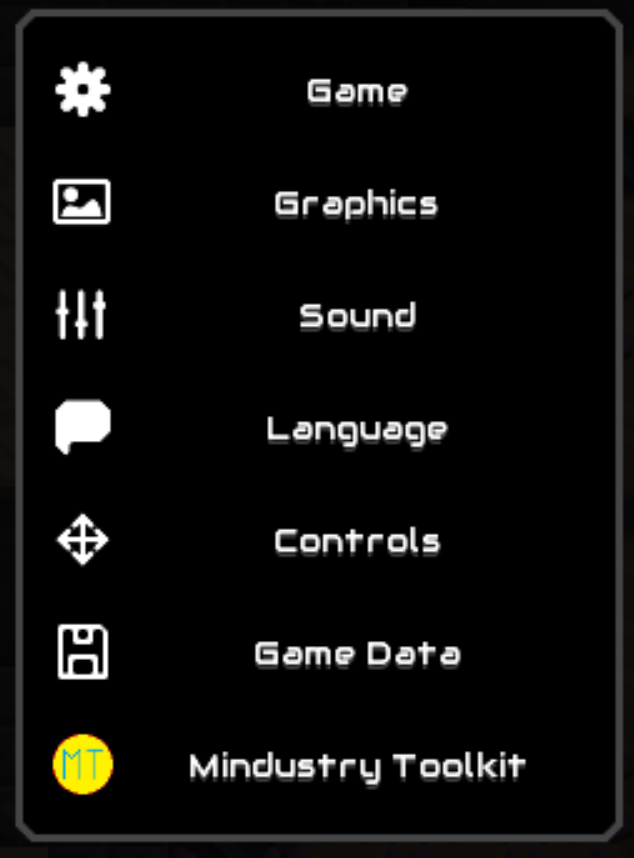 Game
Graphics
Sound
Language
Controls
Game Data
MT Mindustry Toolkit